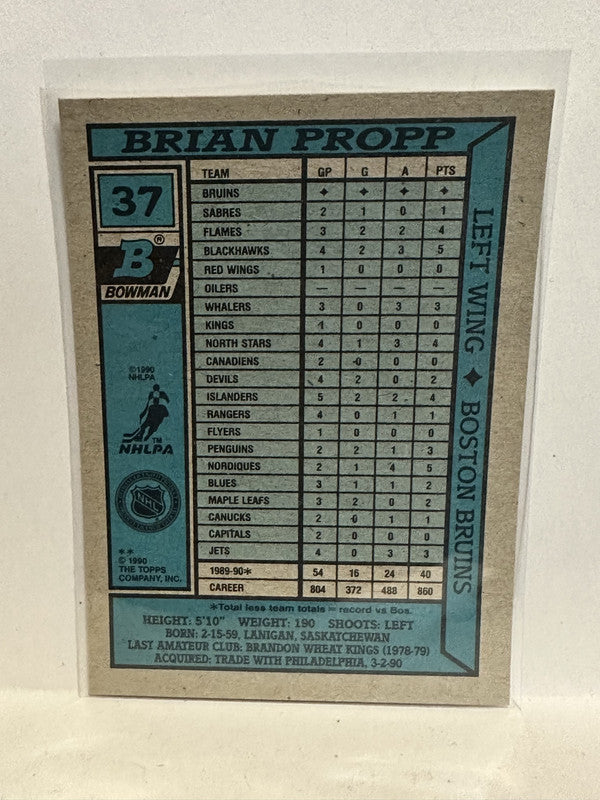 BRIAN PROPP
37
B®
BOWMAN
©1990
NHLPA
TM
NHLPA
NHL
**
© 1990
THE TOPPS
COMPANY, INC.
TEAM GP G A PTS
BRUINS ✦ ✦ ✦ ✦
SABRES 2 1 0 1
FLAMES 3 2 2 4
BLACKHAWKS 4 2 3 5
RED WINGS 1 0 0 0
OILERS — — — —
WHALERS 3 0 3 3
KINGS 1 0 0 0
NORTH STARS 4 1 3 4
CANADIENS 2 0 0 0
DEVILS 4 2 0 2
ISLANDERS 5 2 2 4
RANGERS 4 0 1 1
FLYERS 1 0 0 0
PENGUINS 2 2 1 3
NORDIQUES 2 1 4 5
BLUES 3 1 1 2
MAPLE LEAFS 3 2 0 2
CANUCKS 2 0 1 1
CAPITALS 2 0 0 0
JETS 4 0 3 3
1989-90* 54 16 24 40
CAREER 804 372 488 860
LEFT WING ✦ BOSTON BRUINS
*Total less team totals = record vs Bos.
HEIGHT: 5'10" WEIGHT: 190 SHOOTS: LEFT
BORN: 2-15-59, LANIGAN, SASKATCHEWAN
LAST AMATEUR CLUB: BRANDON WHEAT KINGS (1978-79)
ACQUIRED: TRADE WITH PHILADELPHIA, 3-2-90